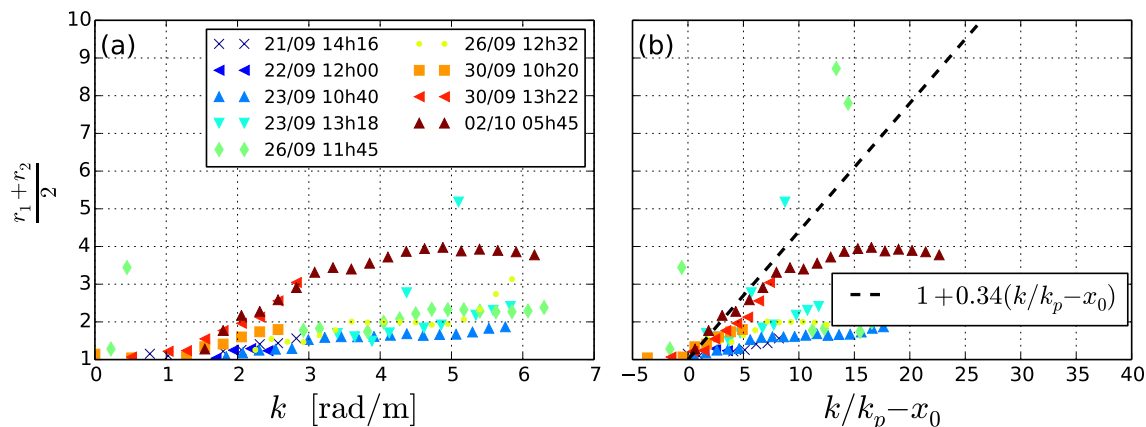 (a)
21/09 14h16
22/09 12h00
23/09 10h40
23/09 13h18
26/09 11h45
26/09 12h32
30/09 10h20
30/09 13h22
02/10 05h45
10
9
8
7
6
5
4
3
2
1
0 1 2 3 4 5 6 7
(r₁+r₂)/2
k [rad/m]
(b)
1+0.34(k/kₚ−x₀)
−5 0 5 10 15 20 25 30 35 40
k/kₚ−x₀